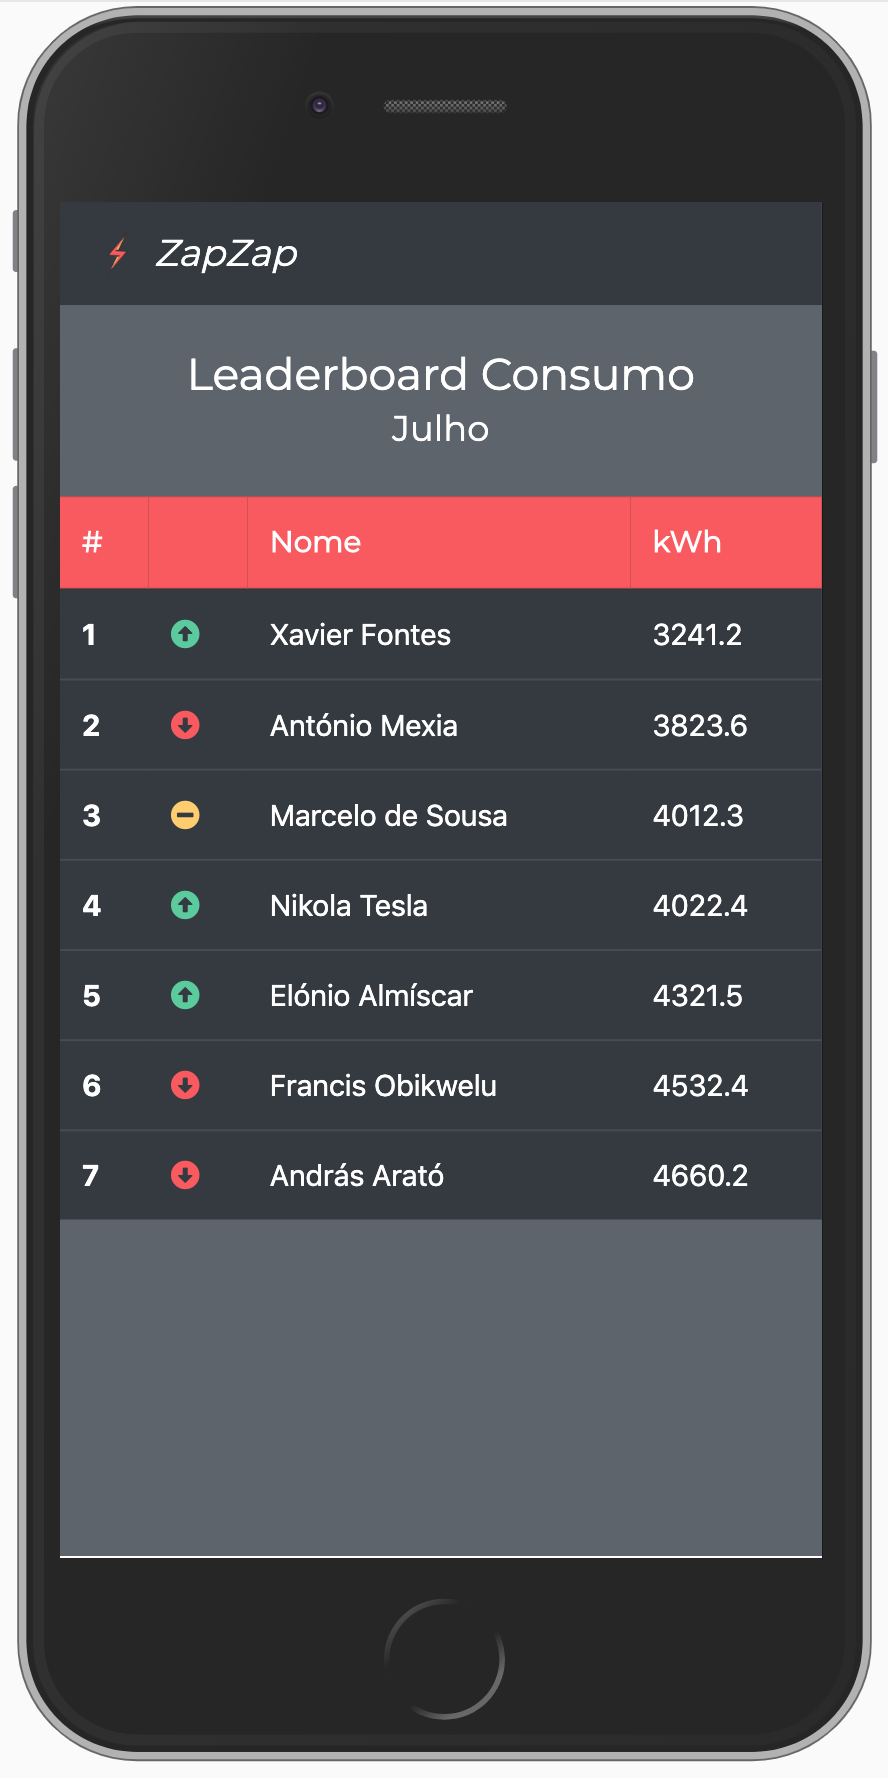 ZapZap
Leaderboard Consumo
Julho
# Nome kWh
1 Xavier Fontes 3241.2
2 António Mexia 3823.6
3 Marcelo de Sousa 4012.3
4 Nikola Tesla 4022.4
5 Elónio Almíscar 4321.5
6 Francis Obikwelu 4532.4
7 András Arató 4660.2